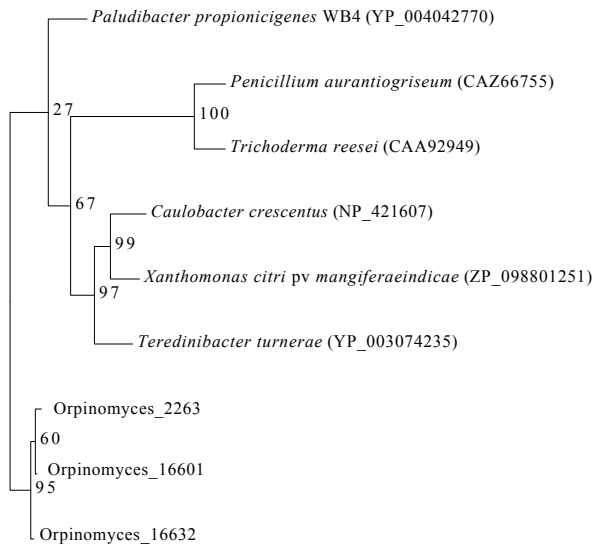 Paludibacter propionicigenes WB4 (YP_004042770)
Penicillium aurantiogriseum (CAZ66755)
27
100
Trichoderma reesei (CAA92949)
67
Caulobacter crescentus (NP_421607)
99
Xanthomonas citri pv mangiferaeindicae (ZP_098801251)
97
Teredinibacter turnerae (YP_003074235)
Orpinomyces_2263
60
Orpinomyces_16601
95
Orpinomyces_16632